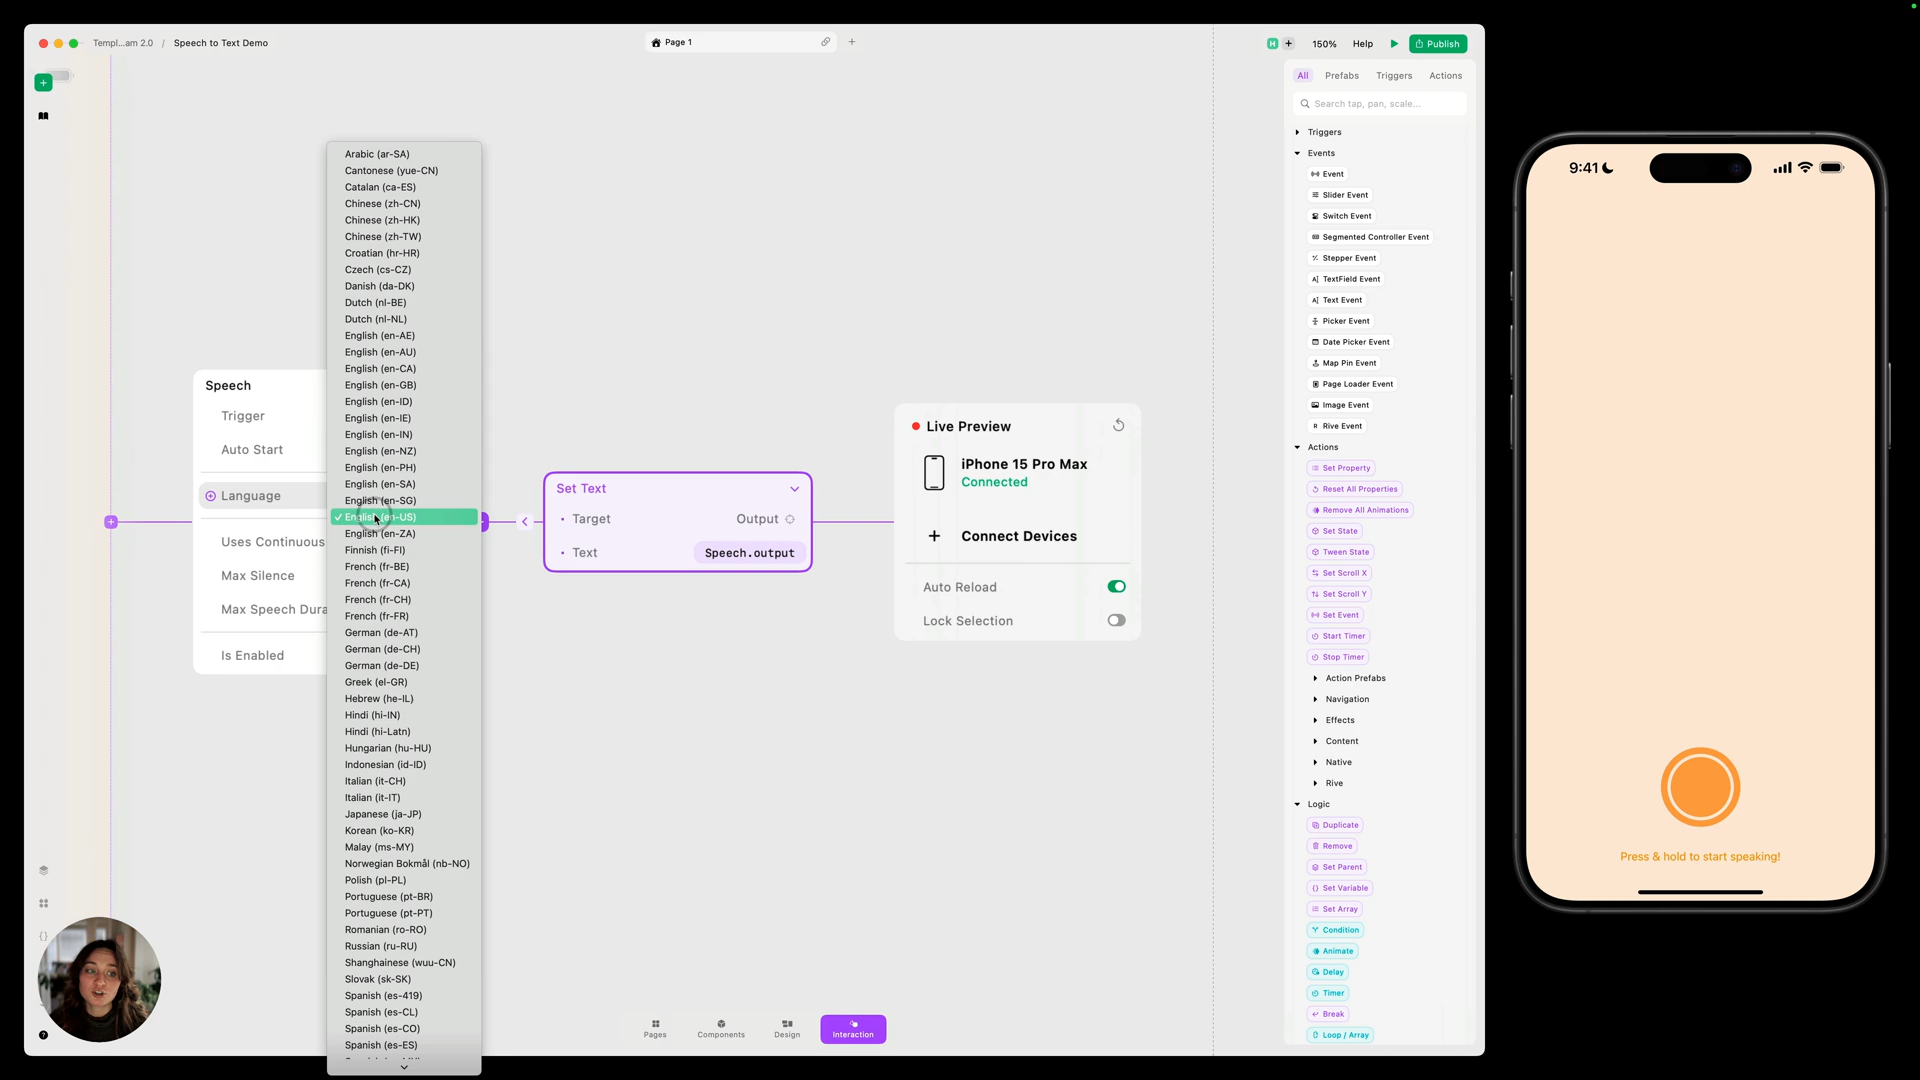 Templ...am 2.0 / Speech to Text Demo
Page 1
H
150%
Help
Publish
All
Prefabs
Triggers
Actions
Search tap, pan, scale...
Triggers
Events
Event
Slider Event
Switch Event
Segmented Controller Event
Stepper Event
TextField Event
Text Event
Picker Event
Date Picker Event
Map Pin Event
Page Loader Event
Image Event
Rive Event
Actions
Set Property
Reset All Properties
Remove All Animations
Set State
Tween State
Set Scroll X
Set Scroll Y
Set Event
Start Timer
Stop Timer
Action Prefabs
Navigation
Effects
Content
Native
Rive
Logic
Duplicate
Remove
Set Parent
Set Variable
Set Array
Condition
Animate
Delay
Timer
Break
Loop / Array
Speech
Trigger
Auto Start
Language
Uses Continuous
Max Silence
Max Speech Dura
Is Enabled
Arabic (ar-SA)
Cantonese (yue-CN)
Catalan (ca-ES)
Chinese (zh-CN)
Chinese (zh-HK)
Chinese (zh-TW)
Croatian (hr-HR)
Czech (cs-CZ)
Danish (da-DK)
Dutch (nl-BE)
Dutch (nl-NL)
English (en-AE)
English (en-AU)
English (en-CA)
English (en-GB)
English (en-ID)
English (en-IE)
English (en-IN)
English (en-NZ)
English (en-PH)
English (en-SA)
English (en-SG)
English (en-US)
English (en-ZA)
Finnish (fi-FI)
French (fr-BE)
French (fr-CA)
French (fr-CH)
French (fr-FR)
German (de-AT)
German (de-CH)
German (de-DE)
Greek (el-GR)
Hebrew (he-IL)
Hindi (hi-IN)
Hindi (hi-Latn)
Hungarian (hu-HU)
Indonesian (id-ID)
Italian (it-CH)
Italian (it-IT)
Japanese (ja-JP)
Korean (ko-KR)
Malay (ms-MY)
Norwegian Bokmål (nb-NO)
Polish (pl-PL)
Portuguese (pt-BR)
Portuguese (pt-PT)
Romanian (ro-RO)
Russian (ru-RU)
Shanghainese (wuu-CN)
Slovak (sk-SK)
Spanish (es-419)
Spanish (es-CL)
Spanish (es-CO)
Spanish (es-ES)
Set Text
Target Output
Text Speech.output
Live Preview
iPhone 15 Pro Max
Connected
Connect Devices
Auto Reload
Lock Selection
Pages
Components
Design
Interaction
9:41
Press & hold to start speaking!